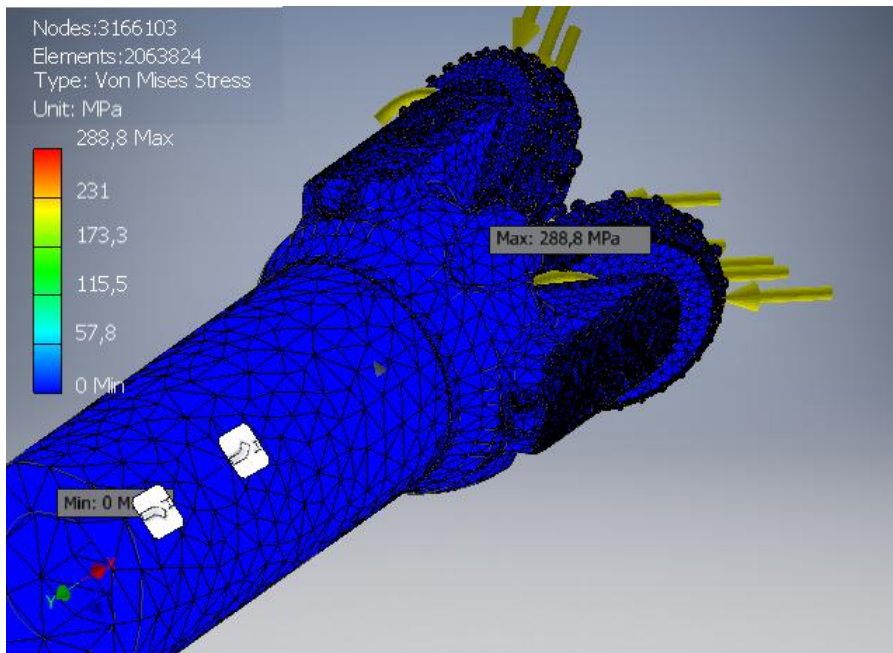 Nodes:3166103
Elements:2063824
Type: Von Mises Stress
Unit: MPa
288,8 Max
231
173,3
115,5
57,8
0 Min
Max: 288,8 MPa
Min: 0 M
X
Y